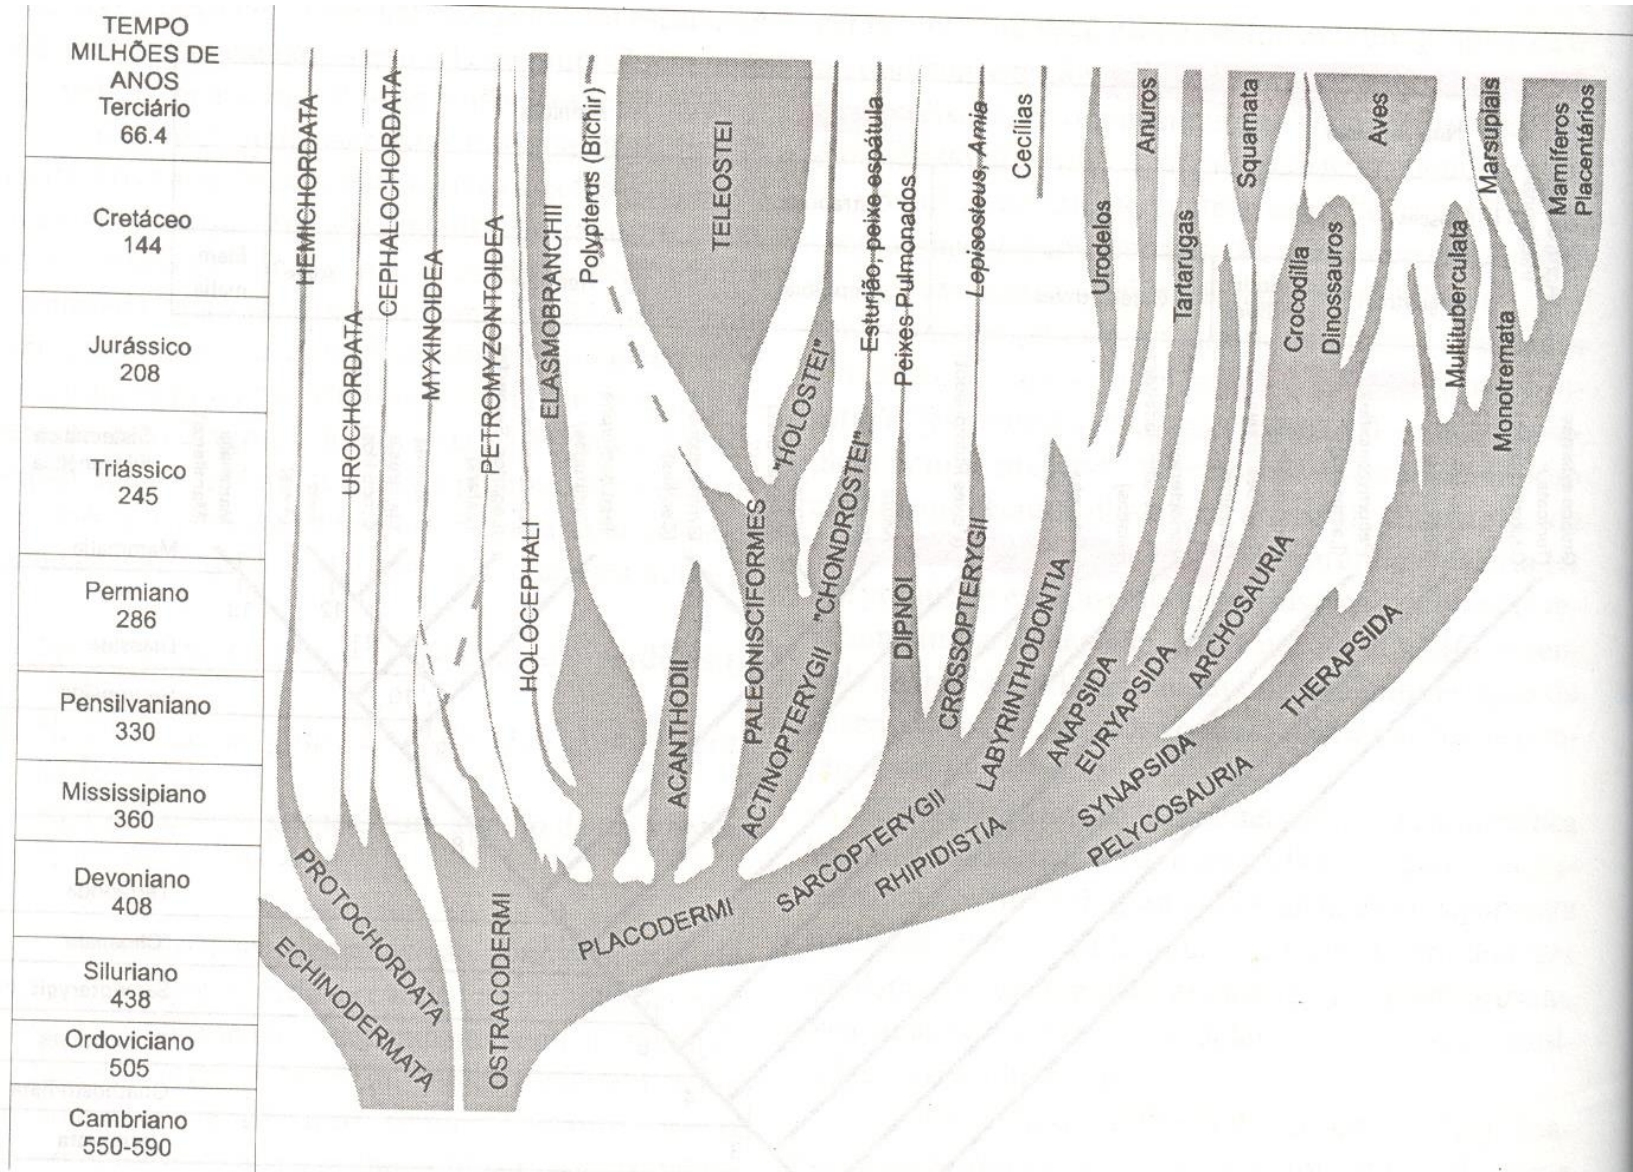 TEMPO
MILHÕES DE
ANOS
Terciário
66.4
Cretáceo
144
Jurássico
208
Triássico
245
Permiano
286
Pensilvaniano
330
Mississipiano
360
Devoniano
408
Siluriano
438
Ordoviciano
505
Cambriano
550-590
HEMICHORDATA
UROCHORDATA
CEPHALOCHORDATA
MYXINOIDEA
PETROMYZONTOIDEA
HOLOCEPHALI
ELASMOBRANCHII
Polypterus (Bichir)
TELEOSTEI
"HOLOSTEI"
Esturjão, peixe espátula
Peixes Pulmonados
Lepisosteus, Amia
Cecílias
Urodelos
Anuros
Tartarugas
Squamata
Crocodilia
Dinossauros
Aves
Multituberculata
Marsupiais
Monotremata
Mamíferos
Placentários
ACANTHODII
PALEONISCIFORMES
ACTINOPTERYGII
"CHONDROSTEI"
DIPNOI
CROSSOPTERYGII
LABYRINTHODONTIA
ANAPSIDA
EURYAPSIDA
ARCHOSAURIA
SYNAPSIDA
PELYCOSAURIA
THERAPSIDA
PROTOCHORDATA
ECHINODERMATA
OSTRACODERMI
PLACODERMI
SARCOPTERYGII
RHIPIDISTIA